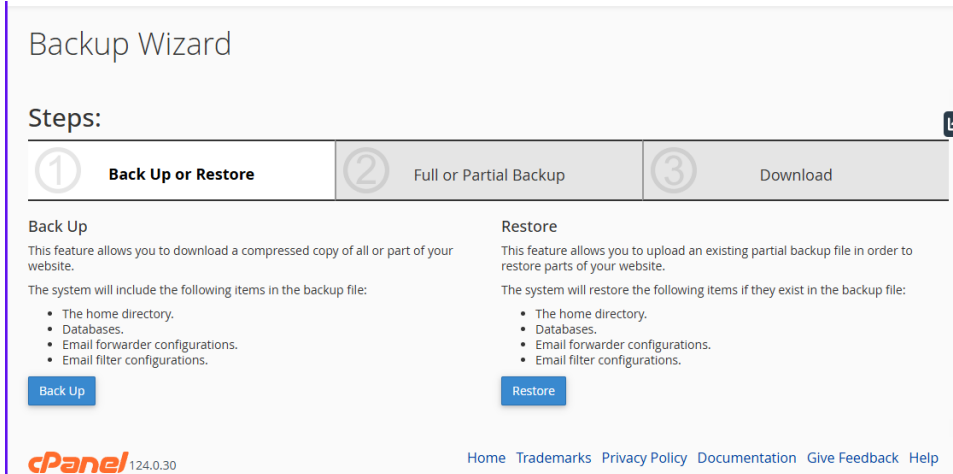 Backup Wizard
Steps:
1 Back Up or Restore
2 Full or Partial Backup
3 Download
Back Up
This feature allows you to download a compressed copy of all or part of your
website.
The system will include the following items in the backup file:
• The home directory.
• Databases.
• Email forwarder configurations.
• Email filter configurations.
Back Up
Restore
This feature allows you to upload an existing partial backup file in order to
restore parts of your website.
The system will restore the following items if they exist in the backup file:
• The home directory.
• Databases.
• Email forwarder configurations.
• Email filter configurations.
Restore
cPanel 124.0.30
Home Trademarks Privacy Policy Documentation Give Feedback Help